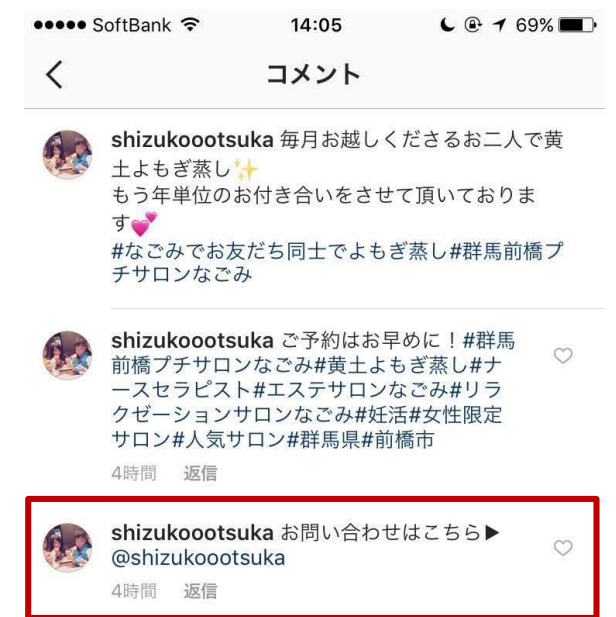 SoftBank 14:05 69%
コメント
shizukoootsuka 毎月お越しくださるお二人で黄
土よもぎ蒸し✨
もう年単位のお付き合いをさせて頂いておりま
す💕
#なごみでお友だち同士でよもぎ蒸し#群馬前橋プ
チサロンなごみ
shizukoootsuka ご予約はお早めに！#群馬
前橋プチサロンなごみ#黄土よもぎ蒸し#ナ
ースセラピスト#エステサロンなごみ#リラ
クゼーションサロンなごみ#妊活#女性限定
サロン#人気サロン#群馬県#前橋市
4時間 返信
shizukoootsuka お問い合わせはこちら▶
@shizukoootsuka
4時間 返信